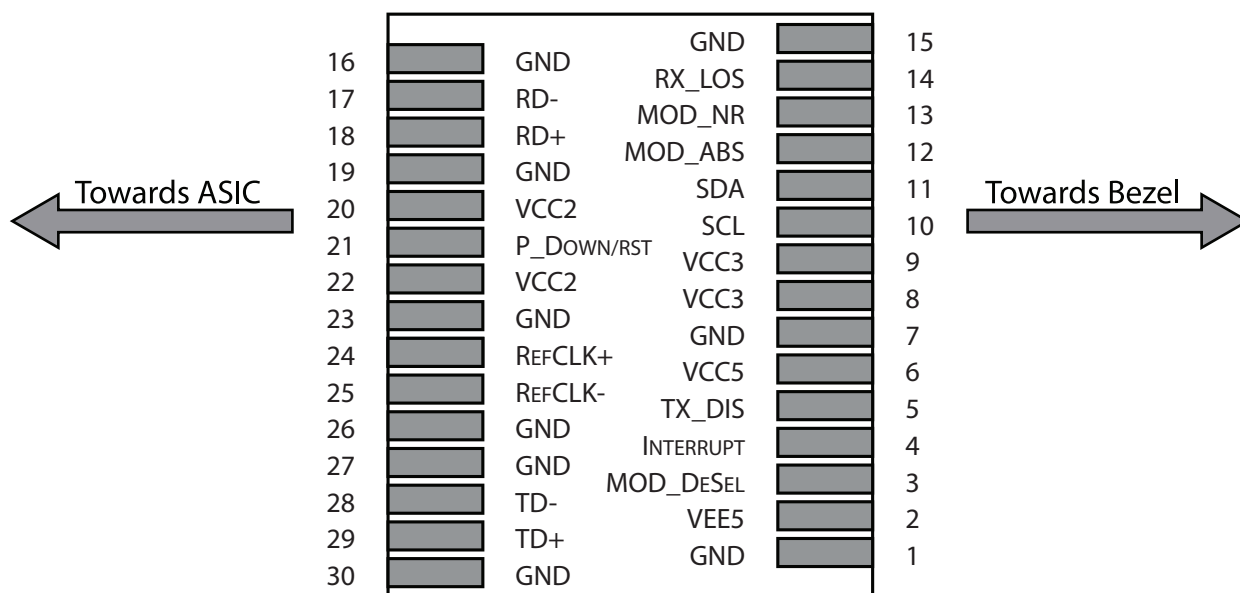 GND 15
16 GND
RX_LOS 14
17 RD-
MOD_NR 13
18 RD+
MOD_ABS 12
19 GND
SDA 11
Towards ASIC
Towards Bezel
20 VCC2
SCL 10
21 P_DOWN/RST
VCC3 9
22 VCC2
VCC3 8
23 GND
GND 7
24 REFCLK+
VCC5 6
25 REFCLK-
TX_DIS 5
26 GND
INTERRUPT 4
27 GND
MOD_DESEL 3
28 TD-
VEE5 2
29 TD+
GND 1
30 GND